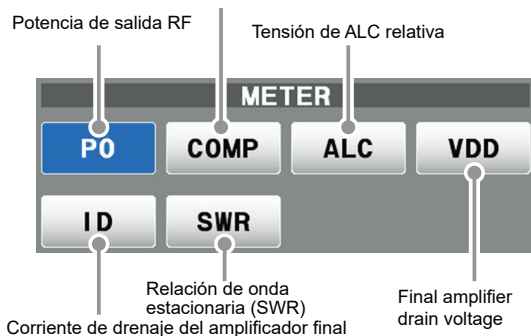 Potencia de salida RF
Tensión de ALC relativa
METER
PO COMP ALC VDD
ID SWR
Relación de onda
estacionaria (SWR)
Final amplifier
drain voltage
Corriente de drenaje del amplificador final